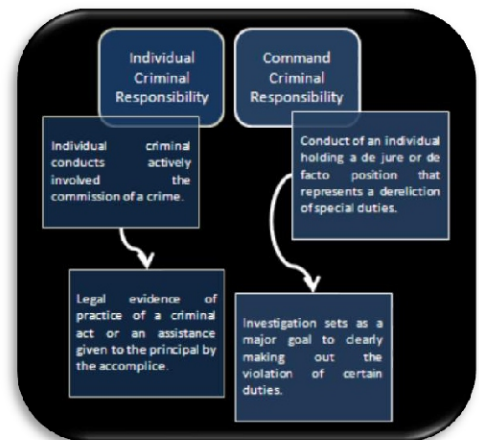 Individual
Criminal
Responsibility
Individual criminal
conducts actively
involved the
commission of a crime.
Legal evidence of
practice of a criminal
act or an assistance
given to the principal by
the accomplice.
Command
Criminal
Responsibility
Conduct of an individual
holding a de jure or de
facto position that
represents a dereliction
of special duties.
Investigation sets as a
major goal to clearly
making out the
violation of certain
duties.